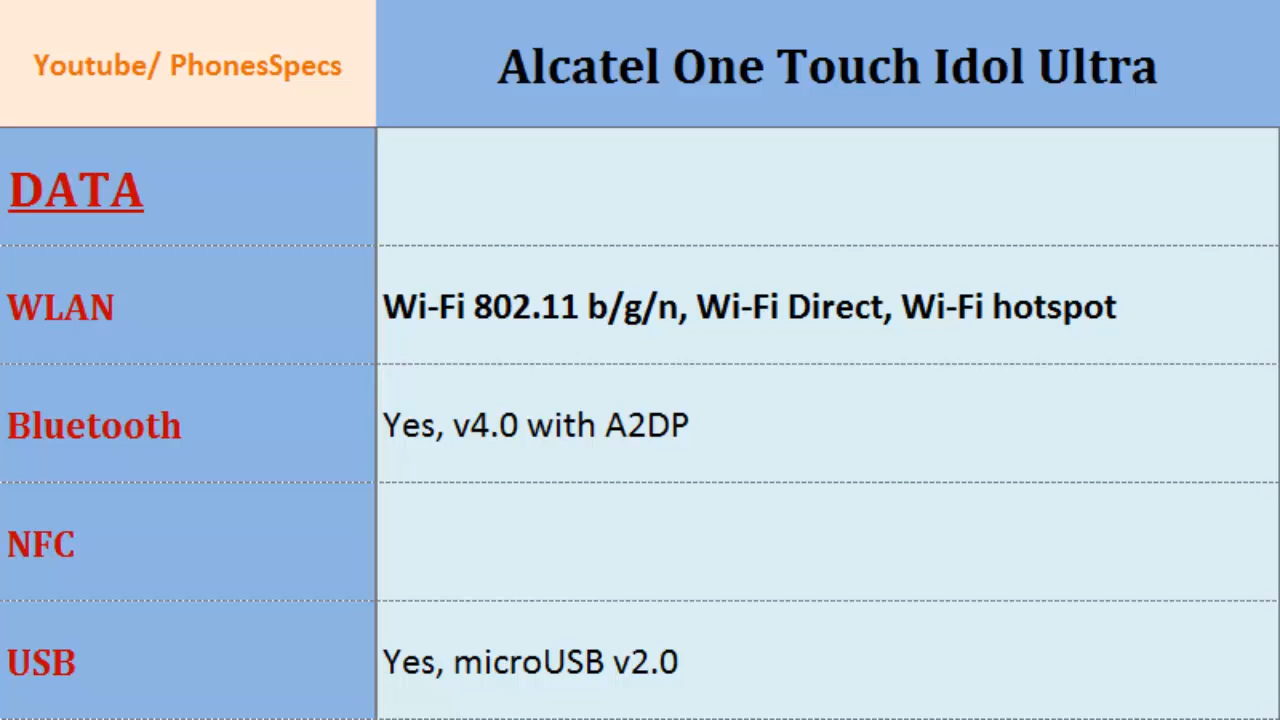 Youtube/ PhonesSpecs
Alcatel One Touch Idol Ultra
DATA
WLAN
Wi-Fi 802.11 b/g/n, Wi-Fi Direct, Wi-Fi hotspot
Bluetooth
Yes, v4.0 with A2DP
NFC
USB
Yes, microUSB v2.0